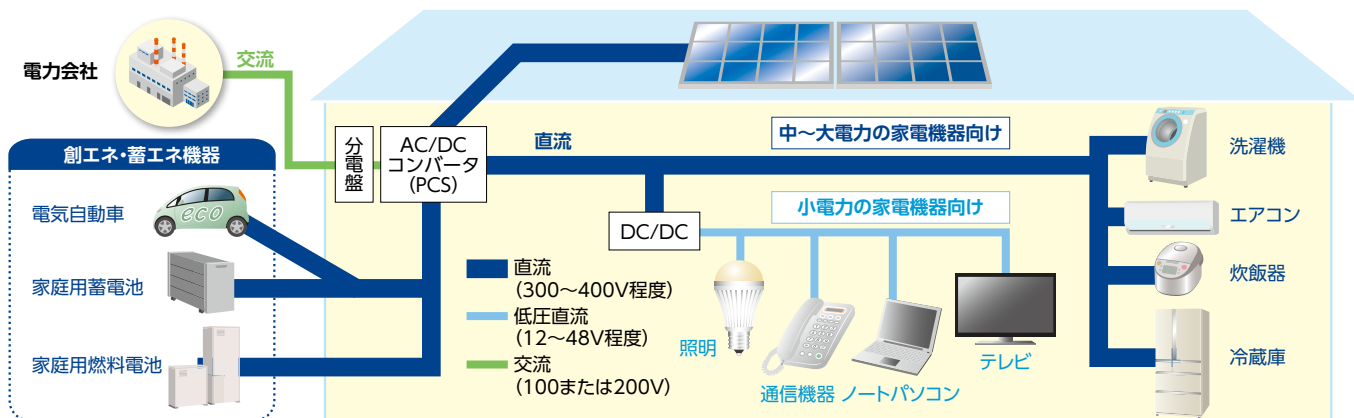 電力会社
交流
創エネ・蓄エネ機器
電気自動車
eco
家庭用蓄電池
家庭用燃料電池
分電盤
AC/DC
コンバータ
(PCS)
直流
中〜大電力の家電機器向け
DC/DC
小電力の家電機器向け
直流
(300〜400V程度)
低圧直流
(12〜48V程度)
交流
(100または200V)
照明
通信機器
ノートパソコン
テレビ
洗濯機
エアコン
炊飯器
冷蔵庫